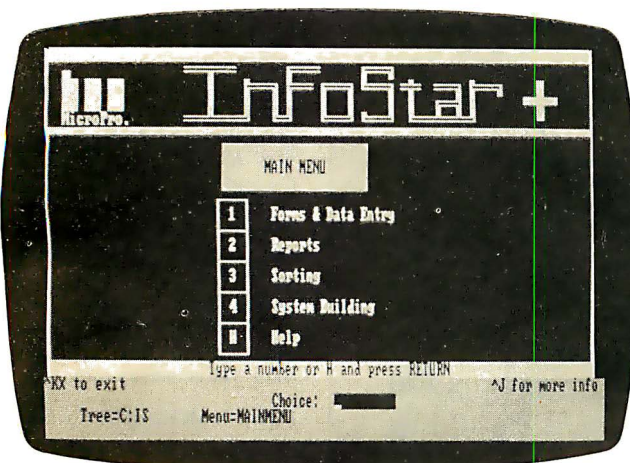 InfoStar +
MicroPro.
MAIN MENU
1 Forms & Data Entry
2 Reports
3 Sorting
4 System Building
H Help
Type a number or H and press RETURN
^KX to exit
^J for more info
Choice:
Tree=C:IS Menu=MAINMENU